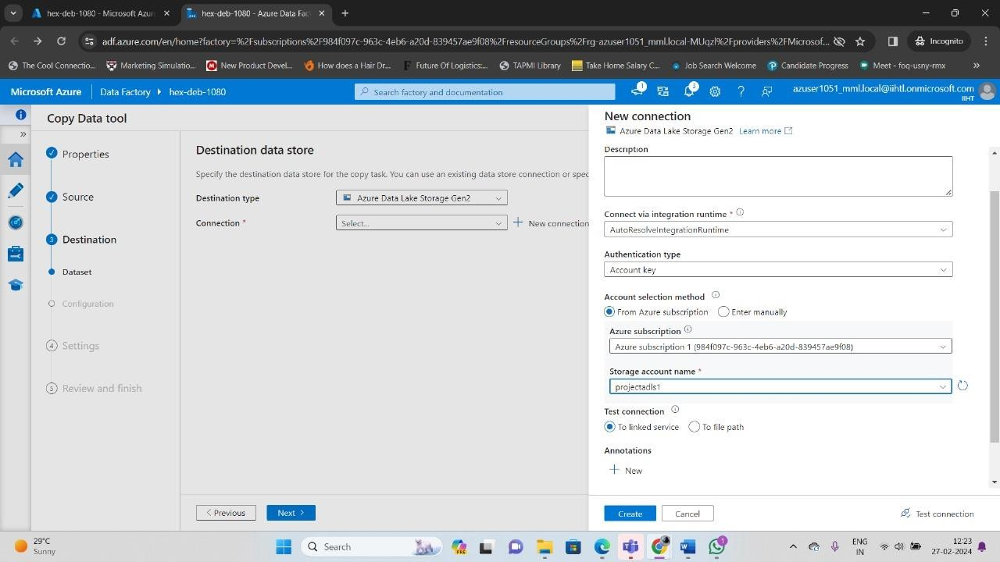 hex-deb-1080 - Microsoft Azur
hex-deb-1080 - Azure Data Fac
adf.azure.com/en/home?factory=%2Fsubscriptions%2F984f097c-963c-4eb6-a20d-839457ae9f08%2FresourceGroups%2Frg-azuser1051_mml.local-MUqzl%2Fproviders%2FMicrosof...
Incognito
The Cool Connectio...
Marketing Simulatio...
New Product Devel...
How does a Hair Dr...
Future Of Logistics:...
TAPMI Library
Take Home Salary C...
Job Search Welcome
Candidate Progress
Meet - foq-usny-rmx
Microsoft Azure
Data Factory
hex-deb-1080
Search factory and documentation
1
3
azuser1051_mml.local@iihtl.onmicrosoft.com
IIHT
Copy Data tool
Properties
Source
3 Destination
Dataset
Configuration
4 Settings
5 Review and finish
Destination data store
Specify the destination data store for the copy task. You can use an existing data store connection or spec
Destination type
Azure Data Lake Storage Gen2
Connection *
Select...
New connection
Previous
Next
New connection
Azure Data Lake Storage Gen2 Learn more
Description
Connect via integration runtime *
AutoResolveIntegrationRuntime
Authentication type
Account key
Account selection method
From Azure subscription
Enter manually
Azure subscription
Azure subscription 1 (984f097c-963c-4eb6-a20d-839457ae9f08)
Storage account name *
projectadls1
Test connection
To linked service
To file path
Annotations
New
Create
Cancel
Test connection
29°C
Sunny
Search
PRE
1
ENG
IN
12:23
27-02-2024